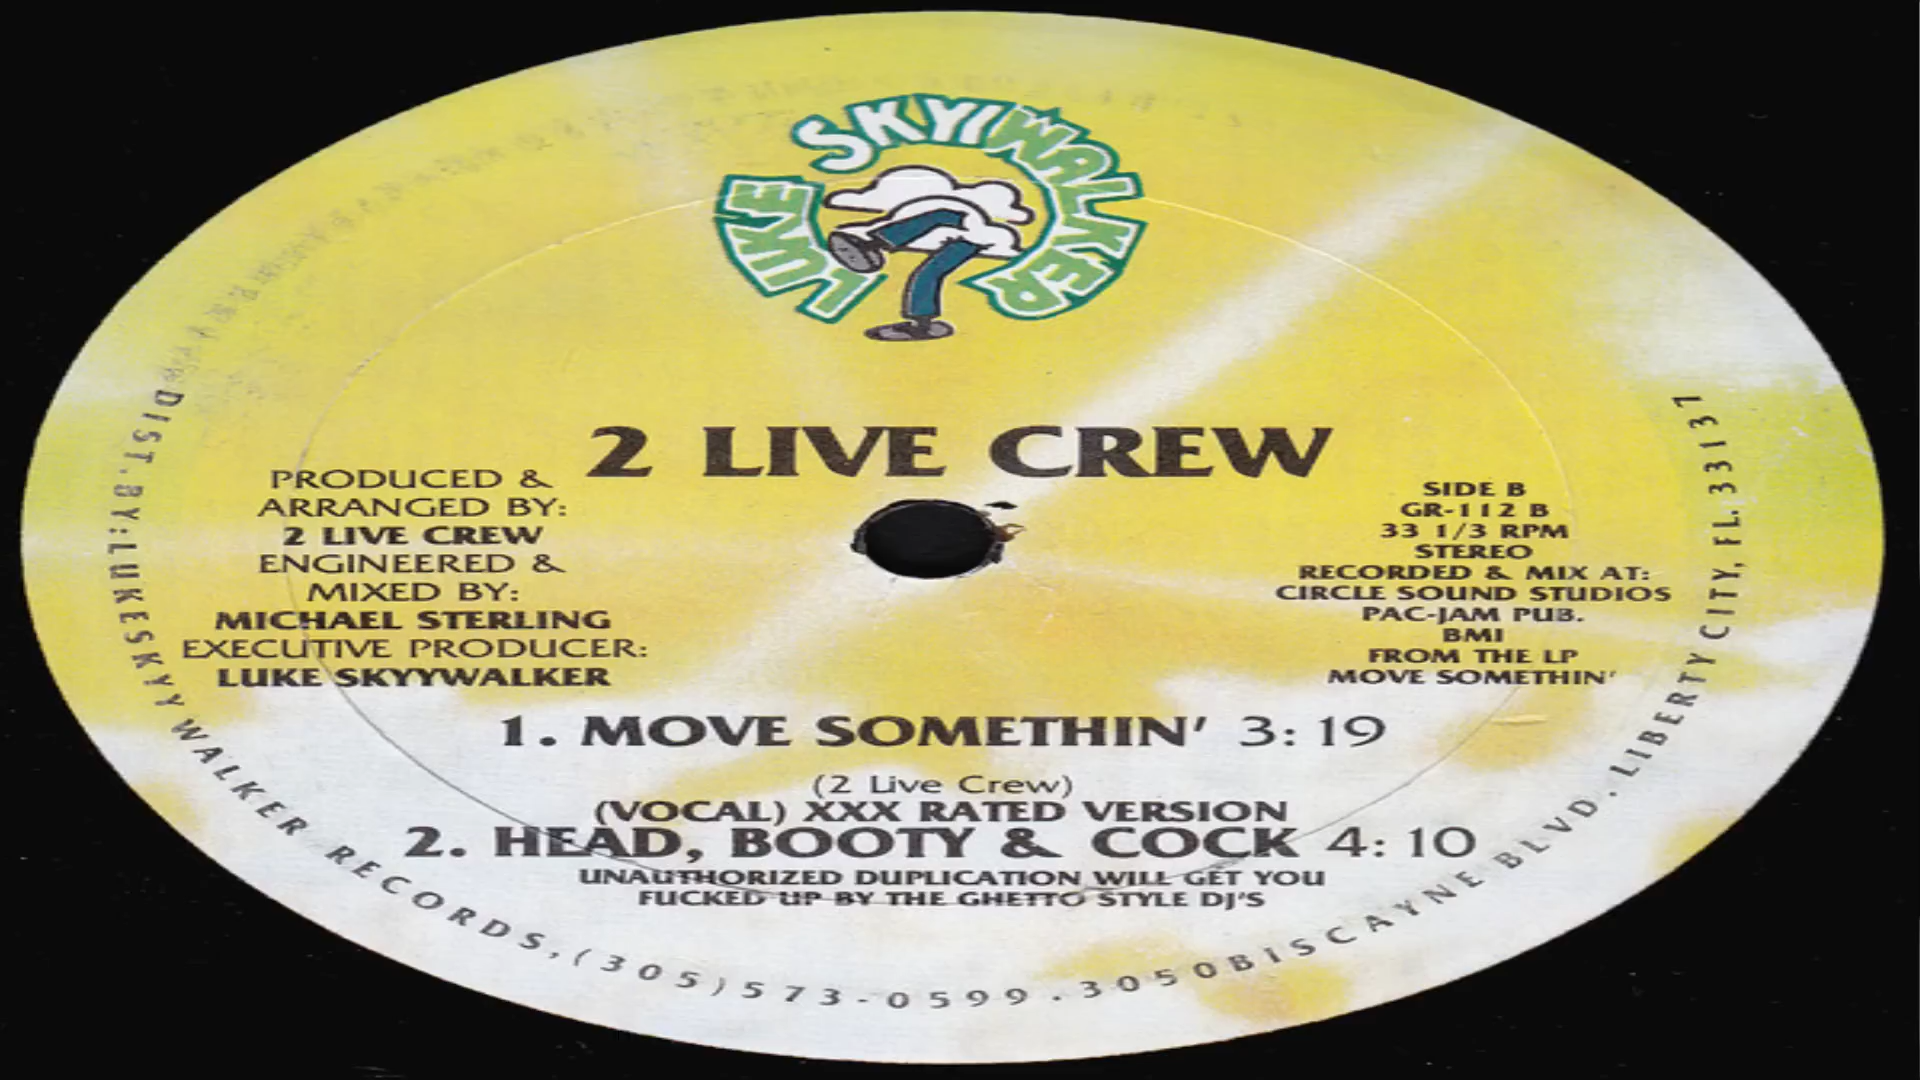 LUKE SKYYWALKER
2 LIVE CREW
PRODUCED &
ARRANGED BY:
2 LIVE CREW
ENGINEERED &
MIXED BY:
MICHAEL STERLING
EXECUTIVE PRODUCER:
LUKE SKYYWALKER
SIDE B
GR-112 B
33 1/3 RPM
STEREO
RECORDED & MIX AT:
CIRCLE SOUND STUDIOS
PAC-JAM PUB.
BMI
FROM THE LP
MOVE SOMETHIN'
1. MOVE SOMETHIN' 3:19
(2 Live Crew)
(VOCAL) XXX RATED VERSION
2. HEAD, BOOTY & COCK 4:10
UNAUTHORIZED DUPLICATION WILL GET YOU
FUCKED UP BY THE GHETTO STYLE DJ'S
DIST. BY: LUKE SKYYWALKER RECORDS, (305) 573-0599. 3050 BISCAYNE BLVD. LIBERTY CITY, FL. 33137